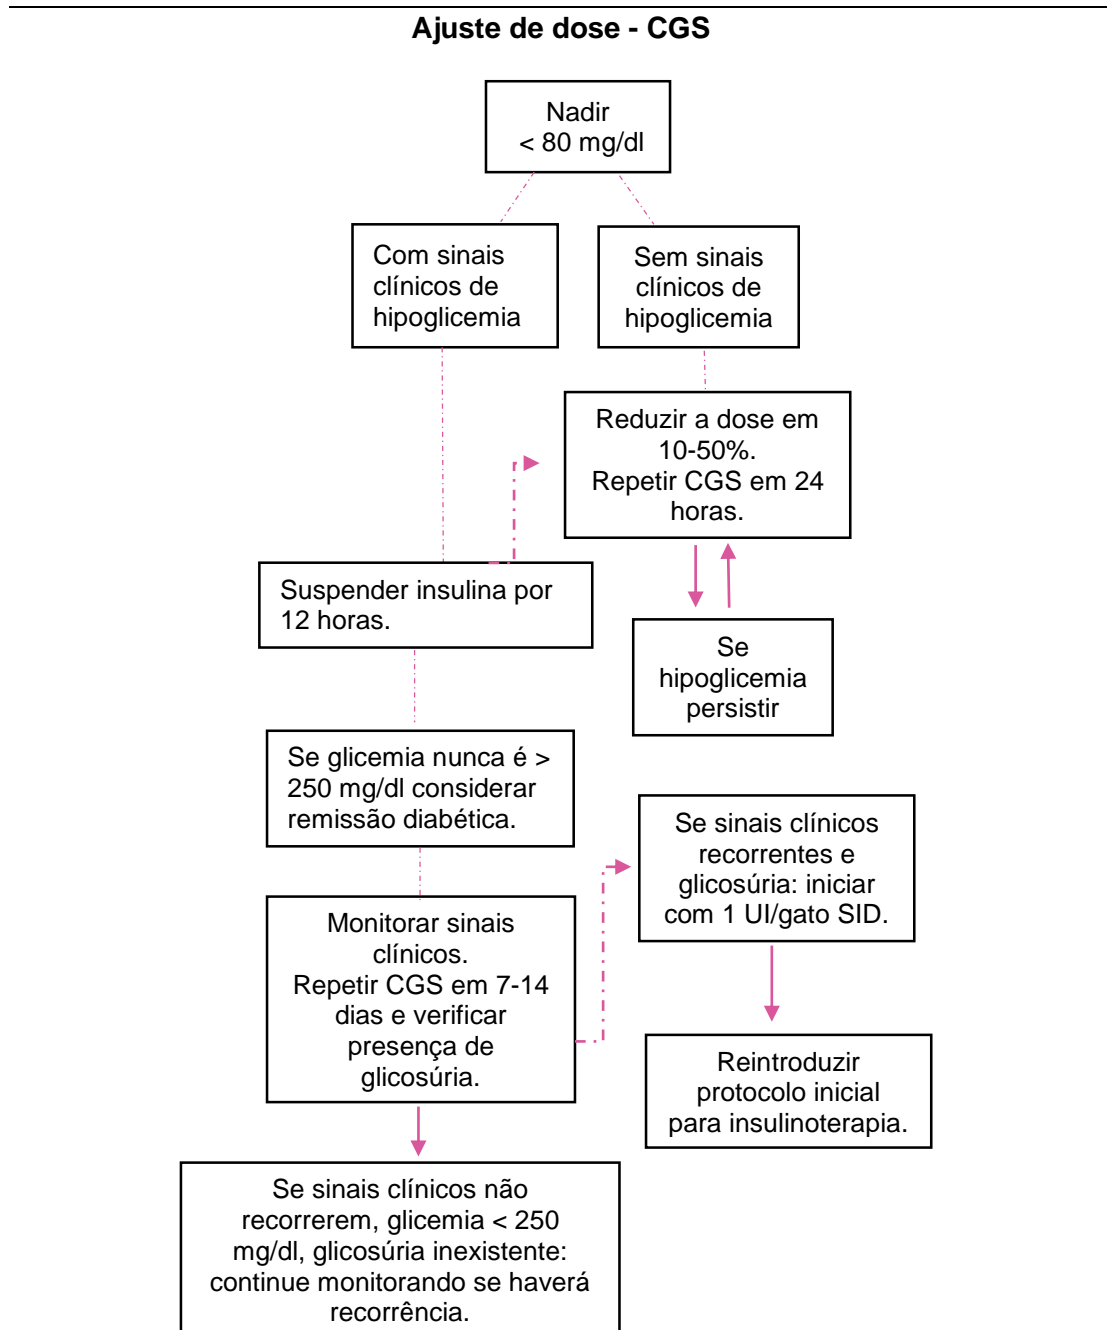 Ajuste de dose - CGS
Nadir
< 80 mg/dl
Com sinais
clínicos de
hipoglicemia
Sem sinais
clínicos de
hipoglicemia
Reduzir a dose em
10-50%.
Repetir CGS em 24
horas.
Suspender insulina por
12 horas.
Se
hipoglicemia
persistir
Se glicemia nunca é >
250 mg/dl considerar
remissão diabética.
Se sinais clínicos
recorrentes e
glicosúria: iniciar
com 1 UI/gato SID.
Monitorar sinais
clínicos.
Repetir CGS em 7-14
dias e verificar
presença de
glicosúria.
Reintroduzir
protocolo inicial
para insulinoterapia.
Se sinais clínicos não
recorrerem, glicemia < 250
mg/dl, glicosúria inexistente:
continue monitorando se haverá
recorrência.